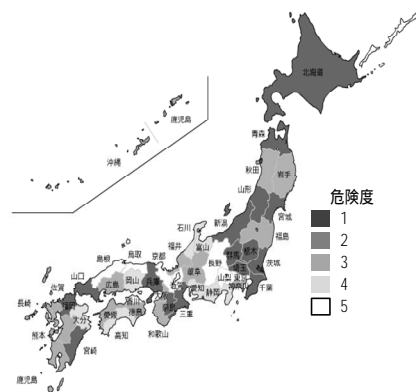 北海道
鹿児島
沖縄
青森
秋田
岩手
山形
宮城
新潟
福島
石川
富山
群馬
栃木
福井
長野
埼玉
茨城
岐阜
山梨
東京
神奈川
千葉
愛知
静岡
三重
京都
鳥取
島根
岡山
兵庫
広島
山口
香川
徳島
愛媛
高知
奈良
和歌山
佐賀
福岡
長崎
大分
熊本
宮崎
鹿児島
危険度
1
2
3
4
5